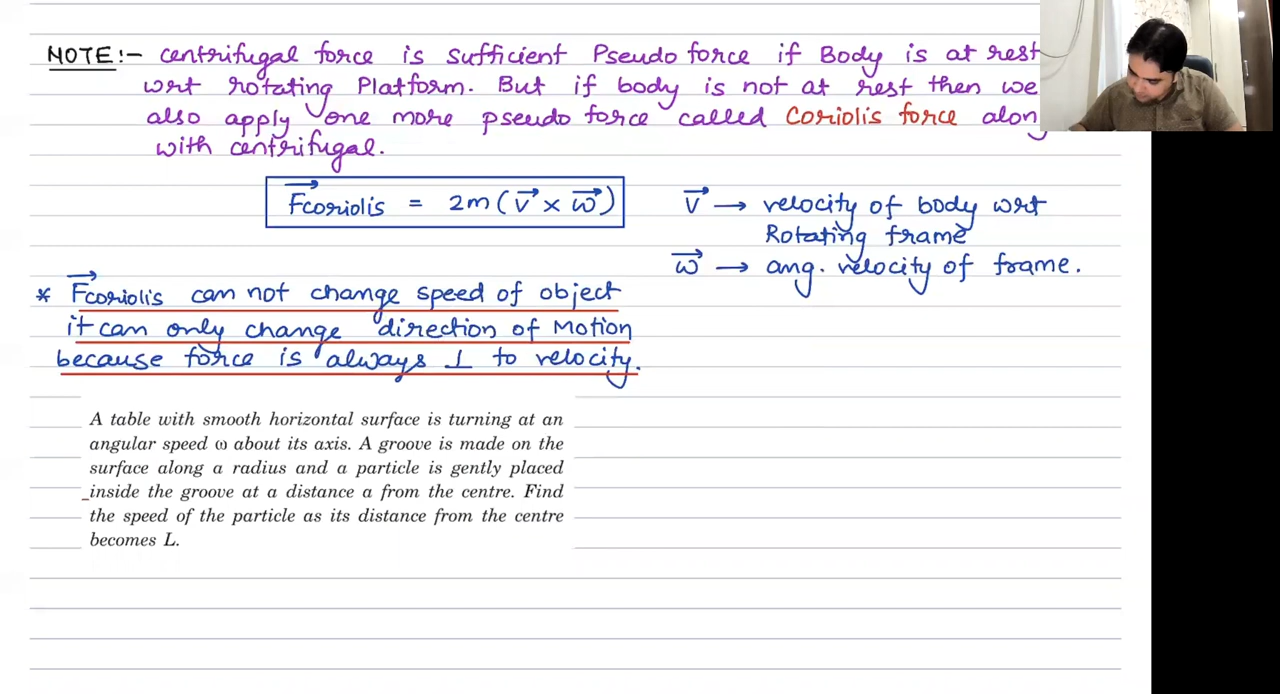 NOTE:- centrifugal force is sufficient Pseudo force if Body is at rest
wrt rotating Platform. But if body is not at rest then we
also apply one more pseudo force called Coriolis force
with centrifugal.
F⃗coriolis = 2m(v⃗ × ω⃗)
v⃗ → velocity of body wrt
Rotating frame
ω⃗ → ang. velocity of frame.
* F⃗coriolis can not change speed of object
it can only change direction of Motion
because force is always ⊥ to velocity.
A table with smooth horizontal surface is turning at an
angular speed ω about its axis. A groove is made on the
surface along a radius and a particle is gently placed
inside the groove at a distance a from the centre. Find
the speed of the particle as its distance from the centre
becomes L.